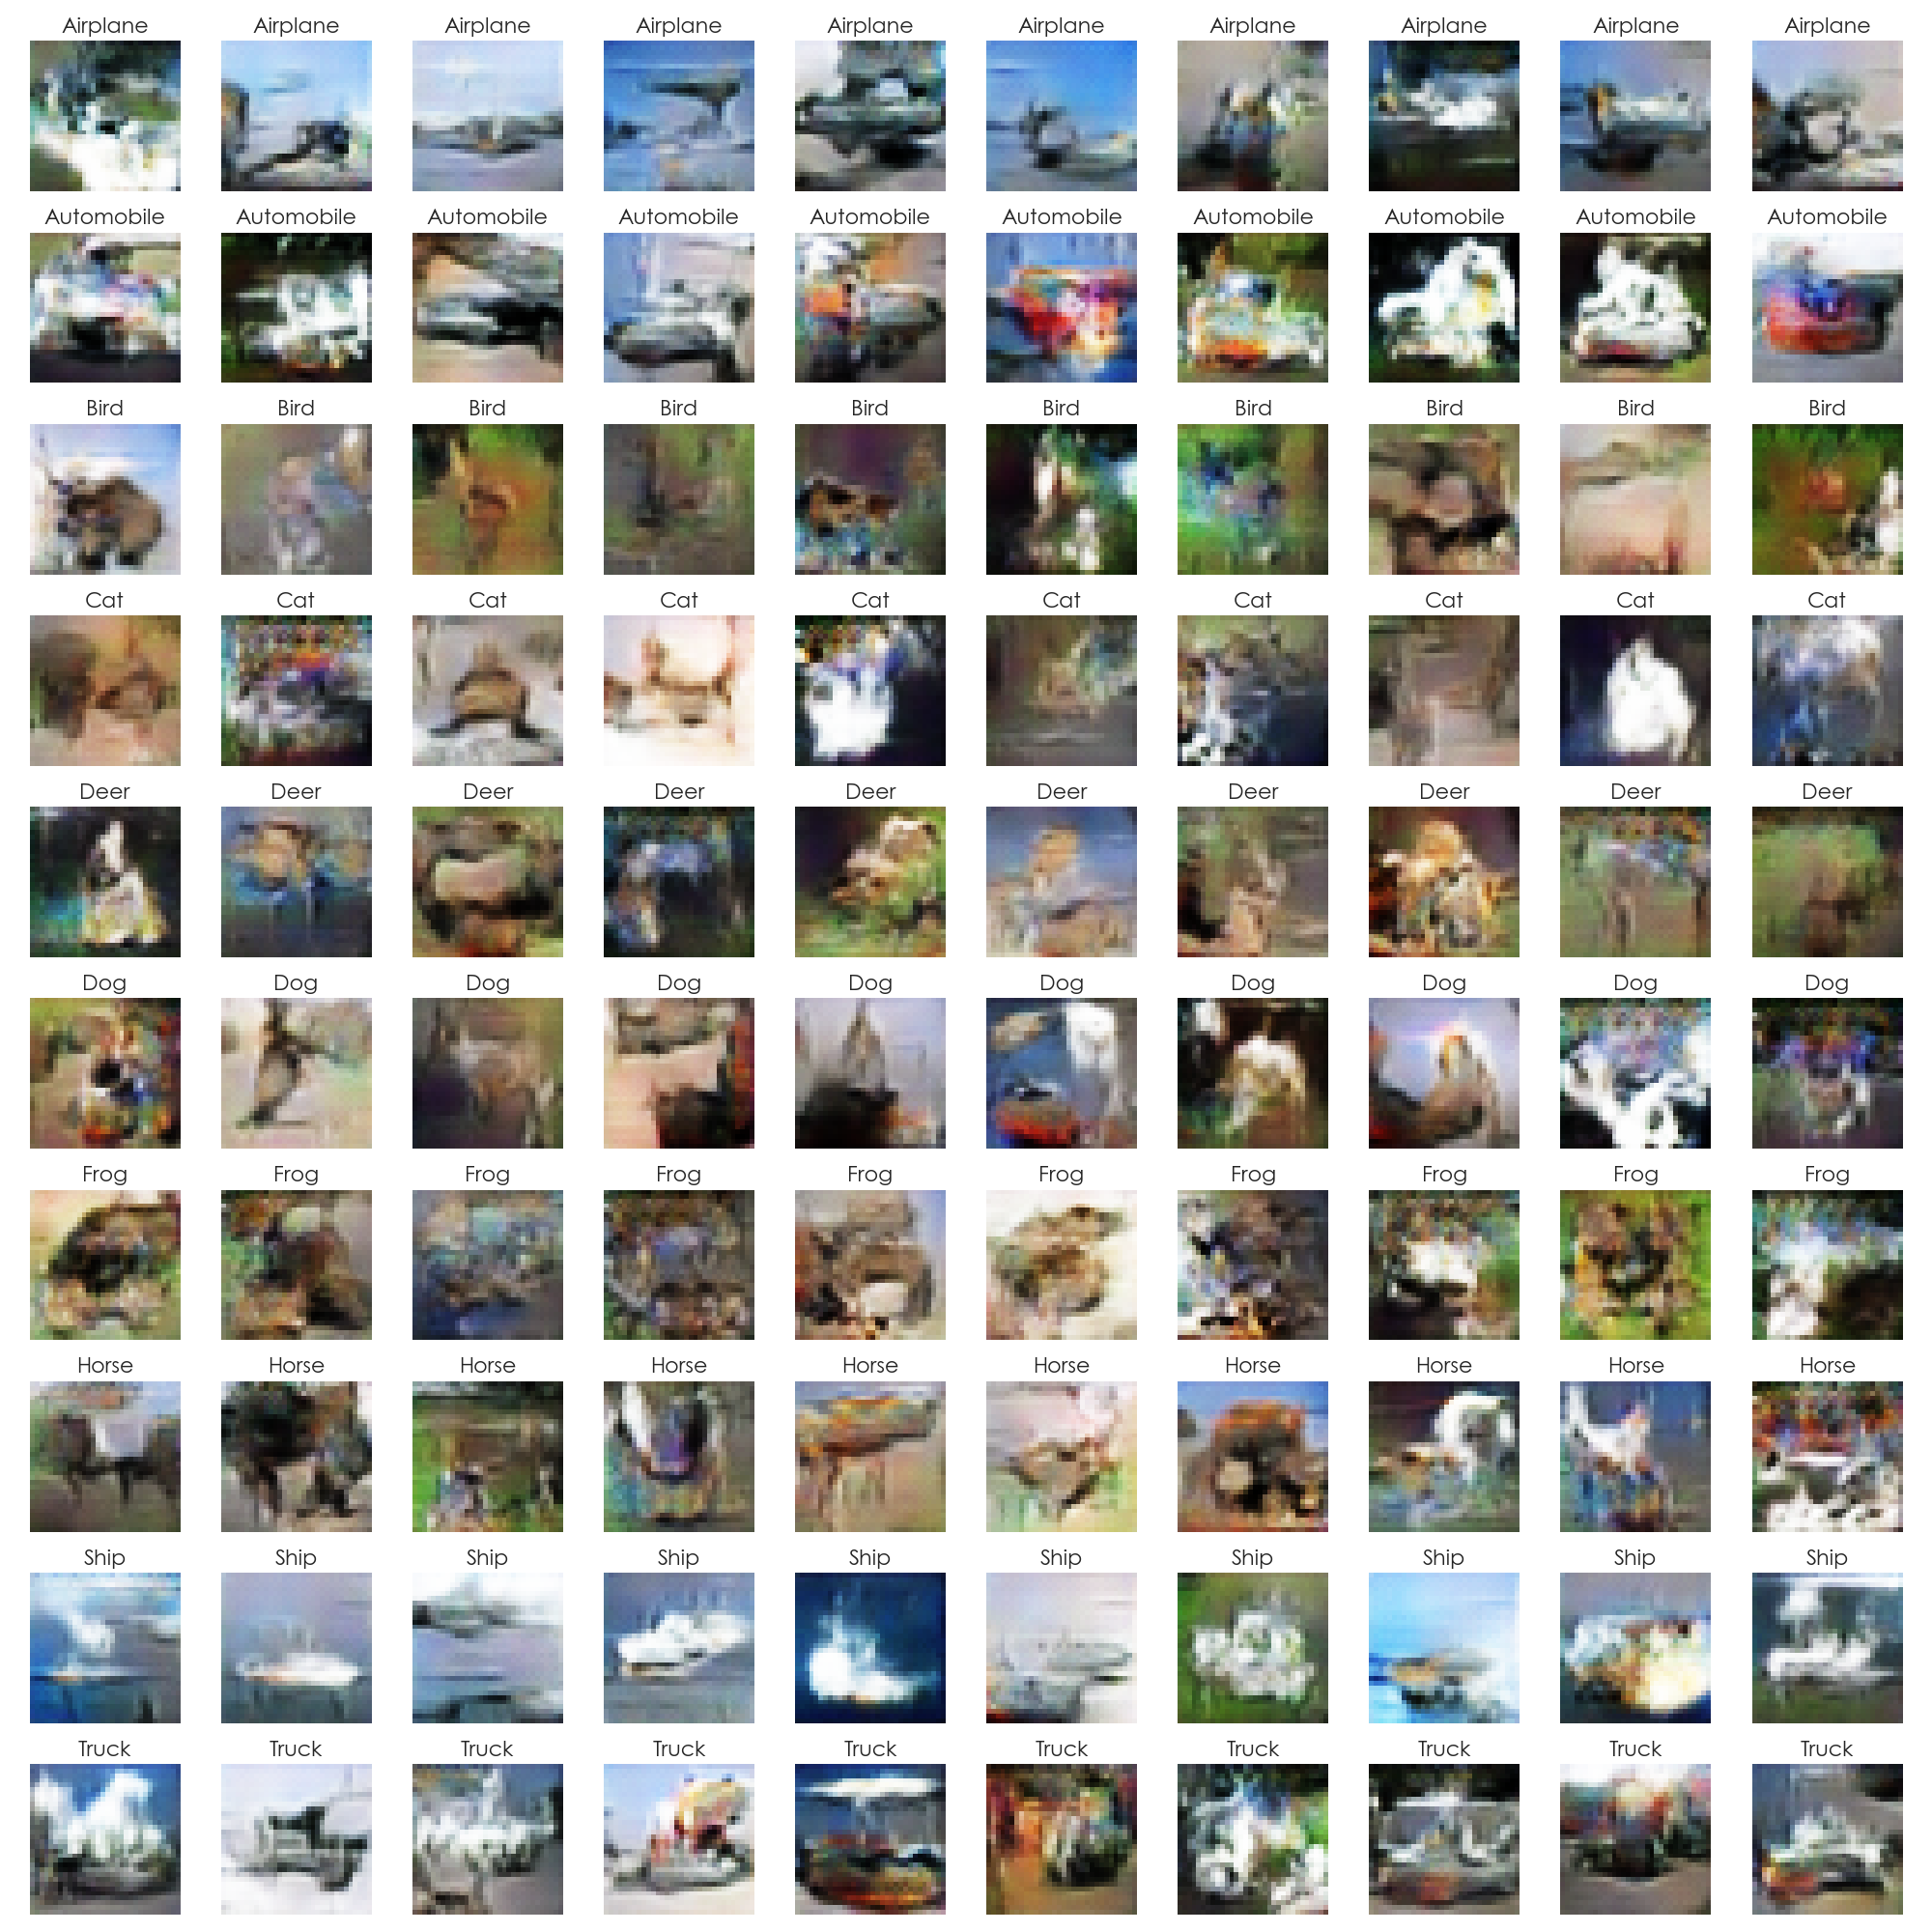 Airplane Airplane Airplane Airplane Airplane Airplane Airplane Airplane Airplane Airplane
Automobile Automobile Automobile Automobile Automobile Automobile Automobile Automobile Automobile Automobile
Bird Bird Bird Bird Bird Bird Bird Bird Bird Bird
Cat Cat Cat Cat Cat Cat Cat Cat Cat Cat
Deer Deer Deer Deer Deer Deer Deer Deer Deer Deer
Dog Dog Dog Dog Dog Dog Dog Dog Dog Dog
Frog Frog Frog Frog Frog Frog Frog Frog Frog Frog
Horse Horse Horse Horse Horse Horse Horse Horse Horse Horse
Ship Ship Ship Ship Ship Ship Ship Ship Ship Ship
Truck Truck Truck Truck Truck Truck Truck Truck Truck Truck